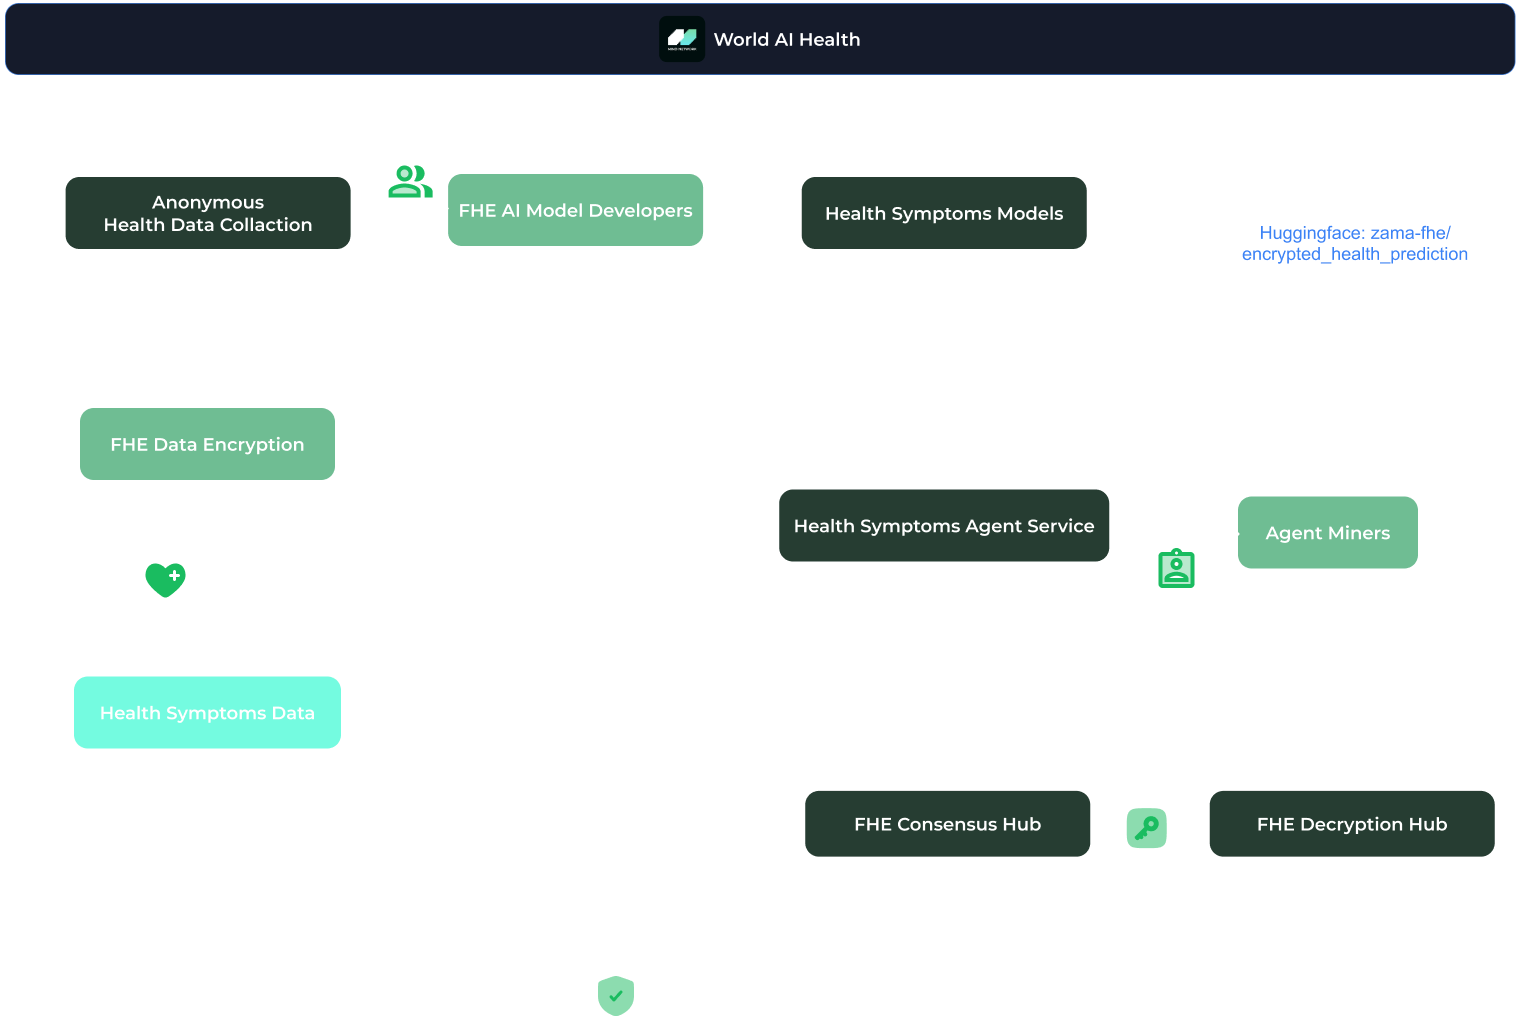 World AI Health
Anonymous
Health Data Collaction
FHE AI Model Developers
Health Symptoms Models
Huggingface: zama-fhe/
encrypted_health_prediction
FHE Data Encryption
Health Symptoms Agent Service
Agent Miners
Health Symptoms Data
FHE Consensus Hub
FHE Decryption Hub